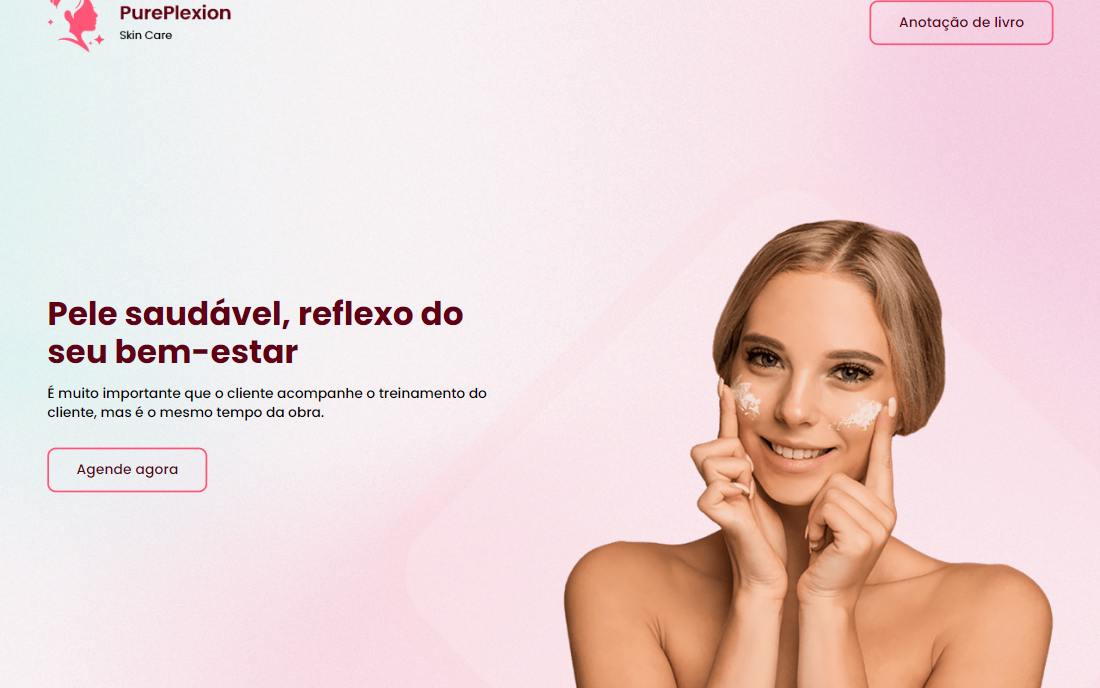 PurePlexion
Skin Care
Anotação de livro
Pele saudável, reflexo do
seu bem-estar
É muito importante que o cliente acompanhe o treinamento do
cliente, mas é o mesmo tempo da obra.
Agende agora